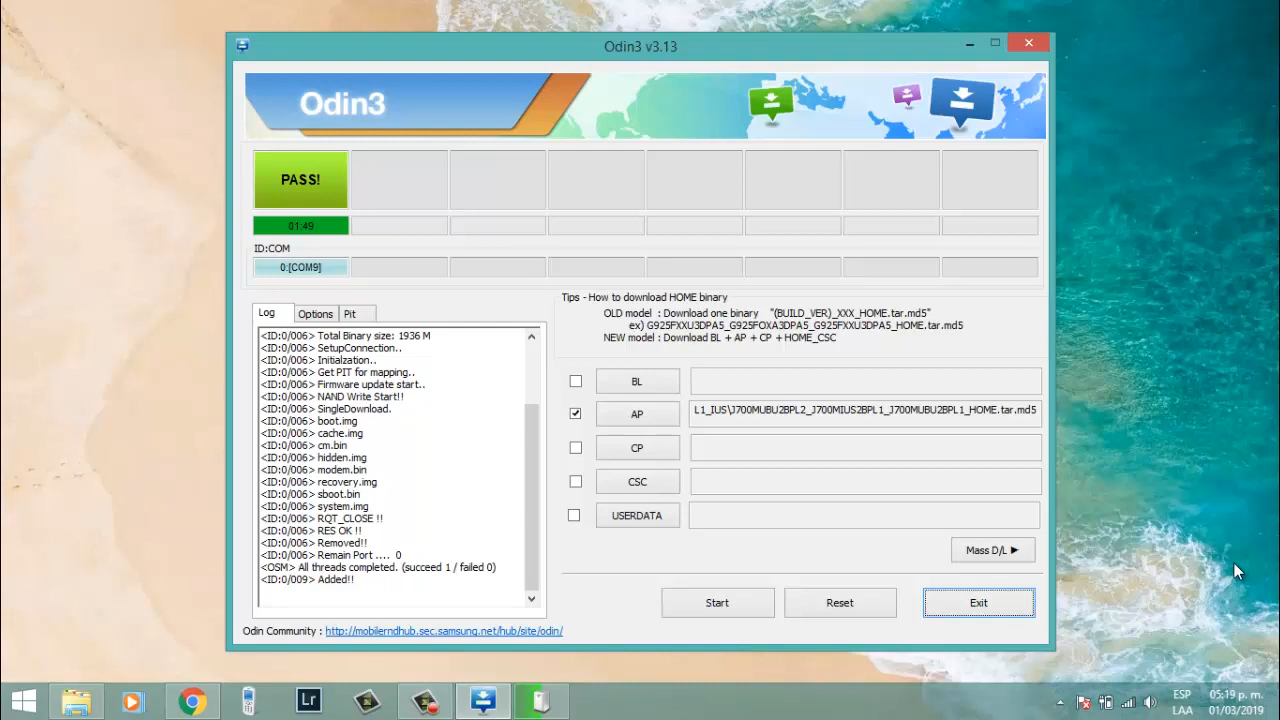 Odin3 v3.13
Odin3
PASS!
01:49
ID:COM
0:[COM9]
Log
Options
Pit
<ID:0/006> Total Binary size: 1936 M
<ID:0/006> SetupConnection..
<ID:0/006> Initialzation..
<ID:0/006> Get PIT for mapping..
<ID:0/006> Firmware update start..
<ID:0/006> NAND Write Start!!
<ID:0/006> SingleDownload.
<ID:0/006> boot.img
<ID:0/006> cache.img
<ID:0/006> cm.bin
<ID:0/006> hidden.img
<ID:0/006> modem.bin
<ID:0/006> recovery.img
<ID:0/006> sboot.bin
<ID:0/006> system.img
<ID:0/006> RQT_CLOSE !!
<ID:0/006> RES OK !!
<ID:0/006> Removed!!
<ID:0/006> Remain Port .... 0
<OSM> All threads completed. (succeed 1 / failed 0)
<ID:0/009> Added!!
Tips - How to download HOME binary
OLD model : Download one binary "(BUILD_VER)_XXX_HOME.tar.md5"
ex) G925FXXU3DPA5_G925FOXA3DPA5_G925FXXU3DPA5_HOME.tar.md5
NEW model : Download BL + AP + CP + HOME_CSC
BL
AP
L1_IUS\J700MUBU2BPL2_J700MIUS2BPL1_J700MUBU2BPL1_HOME.tar.md5
CP
CSC
USERDATA
Mass D/L
Start
Reset
Exit
Odin Community : http://mobilerndhub.sec.samsung.net/hub/site/odin/
Lr
ESP
LAA
05:19 p. m.
01/03/2019